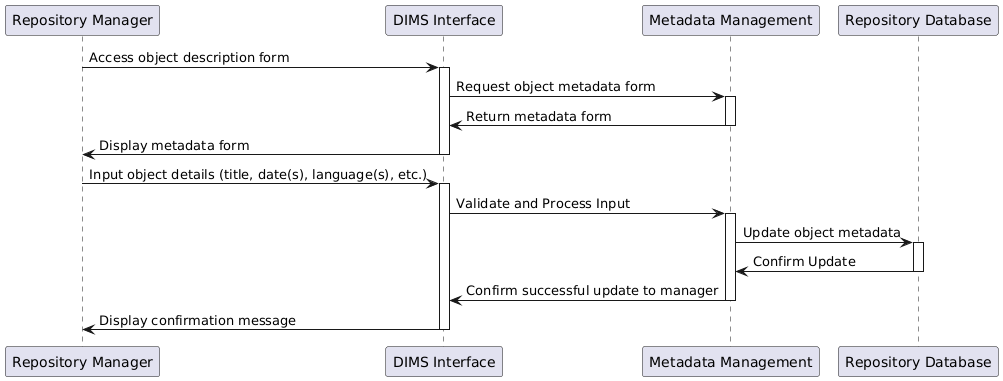 Repository Manager
DIMS Interface
Metadata Management
Repository Database
Access object description form
Request object metadata form
Return metadata form
Display metadata form
Input object details (title, date(s), language(s), etc.)
Validate and Process Input
Update object metadata
Confirm Update
Confirm successful update to manager
Display confirmation message
Repository Manager
DIMS Interface
Metadata Management
Repository Database